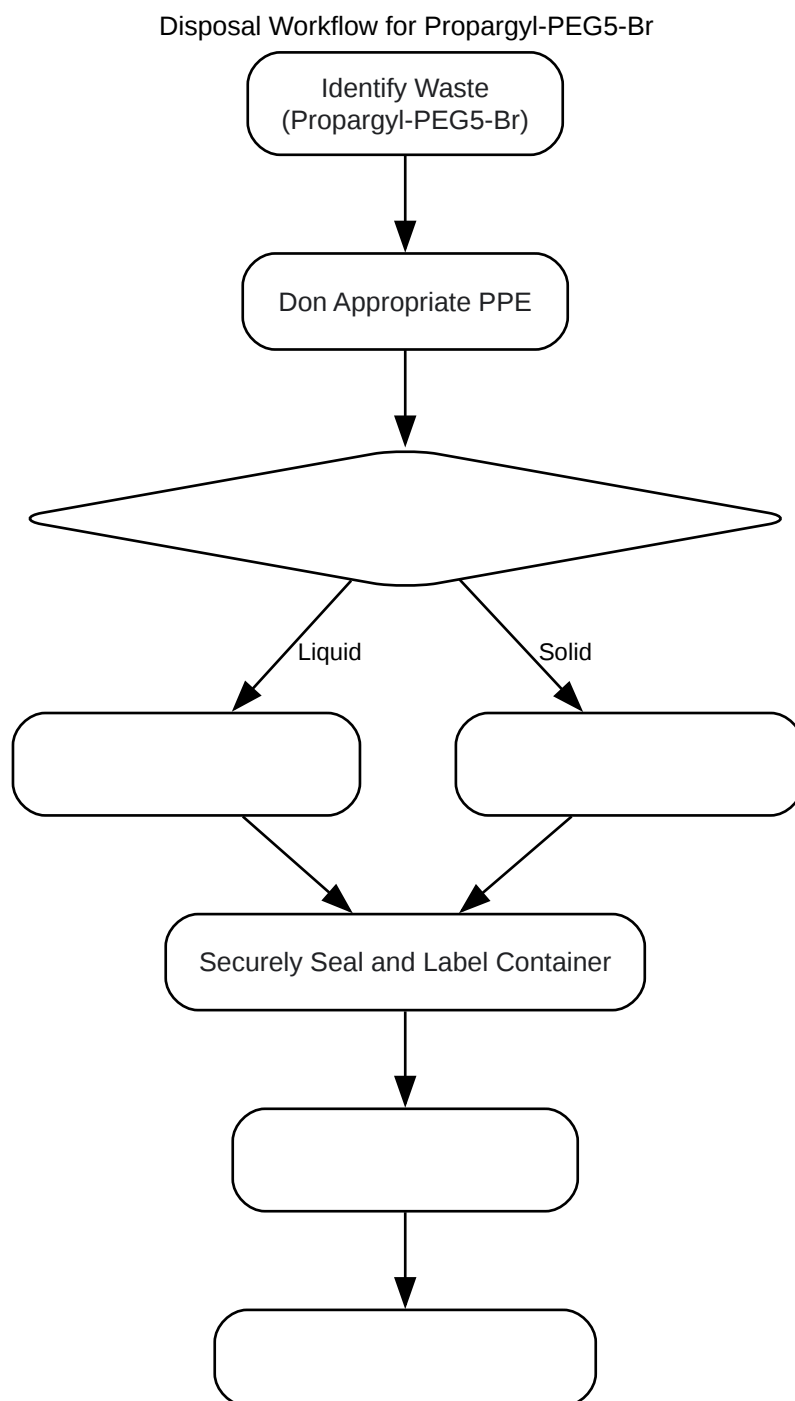 Disposal Workflow for Propargyl-PEG5-Br
Identify Waste
(Propargyl-PEG5-Br)
Don Appropriate PPE
Liquid
Solid
Securely Seal and Label Container